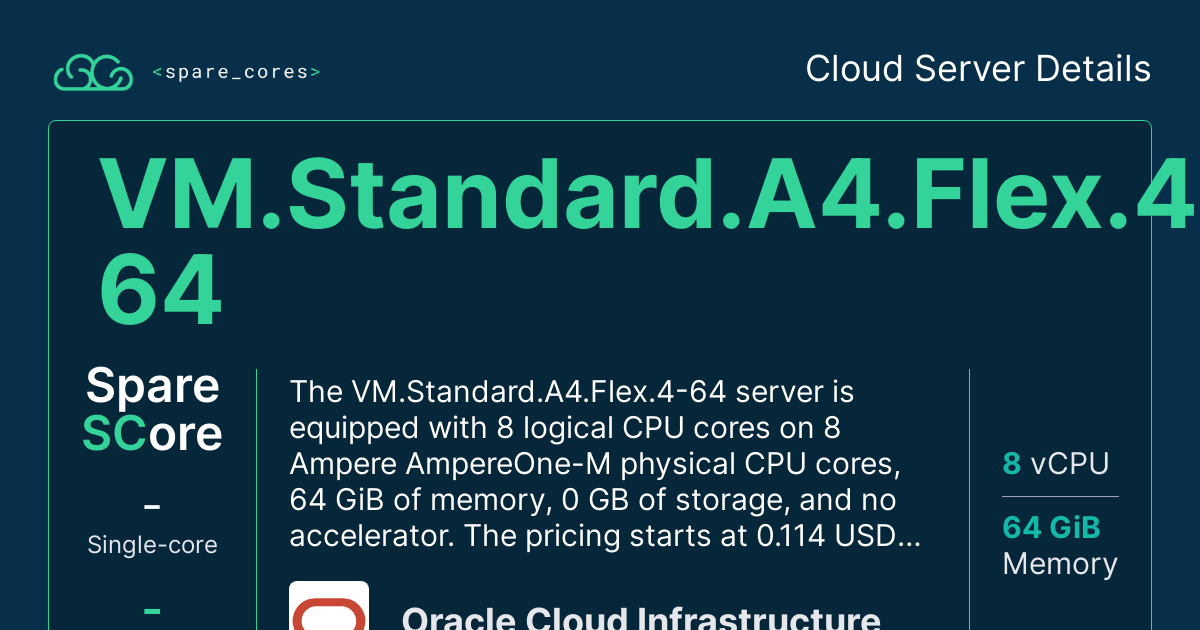 <spare_cores>
Cloud Server Details
VM.Standard.A4.Flex.4
64
Spare
SCore
–
Single-core
–
The VM.Standard.A4.Flex.4-64 server is
equipped with 8 logical CPU cores on 8
Ampere AmpereOne-M physical CPU cores,
64 GiB of memory, 0 GB of storage, and no
accelerator. The pricing starts at 0.114 USD...
Oracle Cloud Infrastructure
8 vCPU
64 GiB
Memory